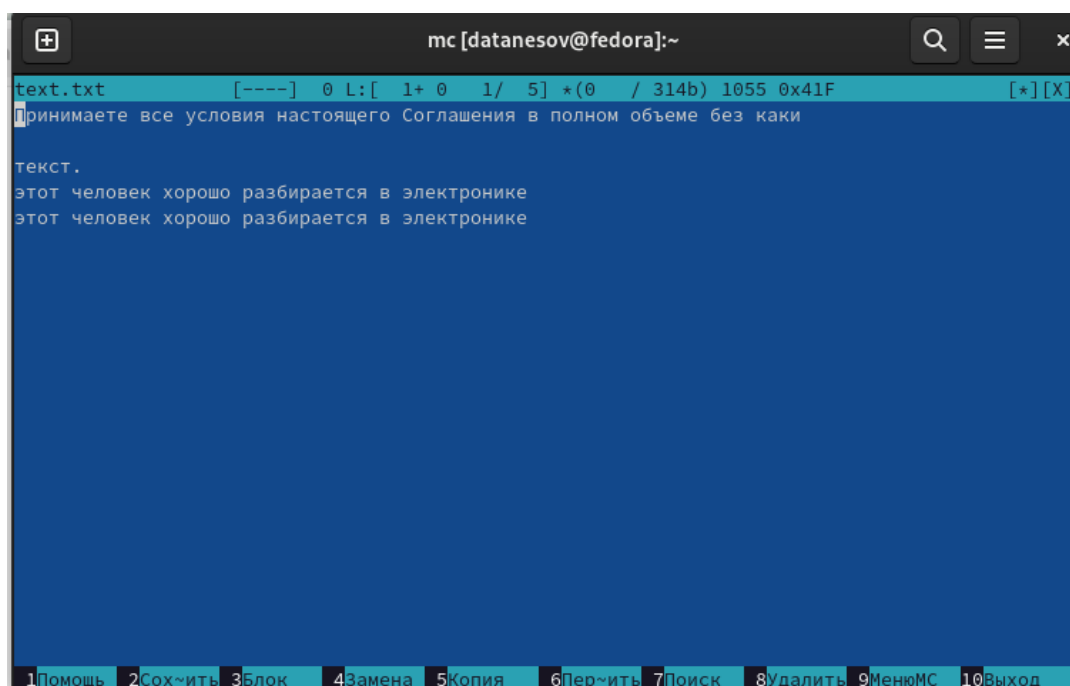 mc [datanesov@fedora]:~
text.txt [----] 0 L:[ 1+ 0 1/ 5] *(0 / 314b) 1055 0x41F [*][X]
Принимаете все условия настоящего Соглашения в полном объеме без каки
текст.
этот человек хорошо разбирается в электронике
этот человек хорошо разбирается в электронике
1Помощь 2Сох~ить 3Блок 4Замена 5Копия 6Пер~ить 7Поиск 8Удалить 9МенюМС 10Выход